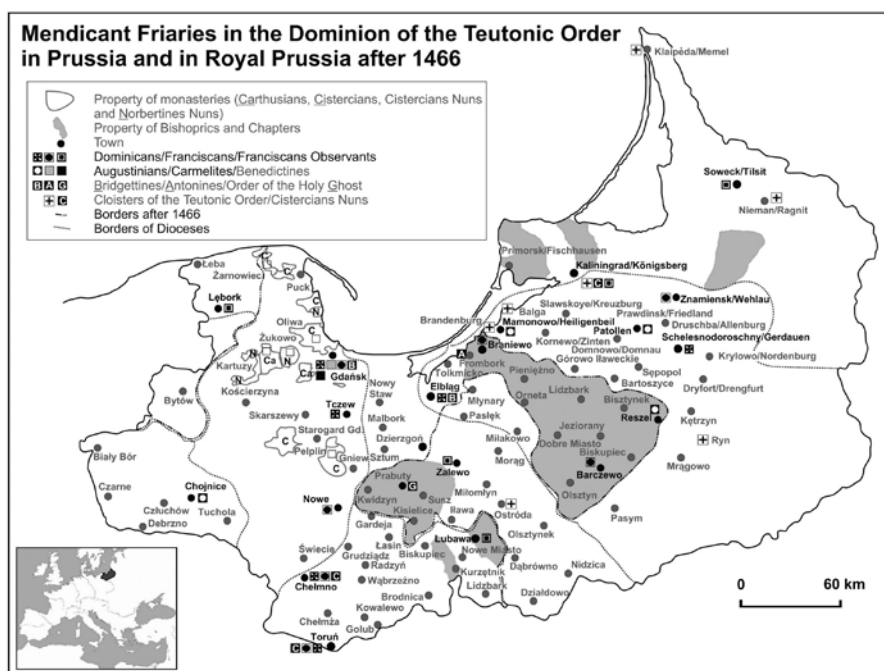 Mendicant Friaries in the Dominion of the Teutonic Order
in Prussia and in Royal Prussia after 1466
Property of monasteries (Carthusians, Cistercians, Cistercians Nuns
and Norbertines Nuns)
Property of Bishoprics and Chapters
Town
Dominicans/Franciscans/Franciscans Observants
Augustinians/Carmelites/Benedictines
B A G Bridgettines/Antonines/Order of the Holy Ghost
C Cloisters of the Teutonic Order/Cistercians Nuns
Borders after 1466
Borders of Dioceses
Klaipėda/Memel
Soweck/Tilsit
Nieman/Ragnit
Primorsk/Fischhausen
Kaliningrad/Königsberg
C
Łeba
Żarnowiec
C
Puck
Lębork
C
N
Oliwa
C
Żukowo
Kartuzy
N
Ca
N
Ca
B
Gdańsk
Kościerzyna
Bytów
Skarszewy
Tczew
Nowy
Staw
Malbork
Starogard Gd.
Pelplin
C
C
Gniew
Sztum
Dzierzgoń
Znamiensk/Wehlau
Slawskoye/Kreuzburg
Balga
Brandenburg
Mamonowo/Heiligenbeil
Prawdinsk/Friedland
Patollen
Druschba/Allenburg
Schelesnodoroschny/Gerdauen
Kornewo/Zinten
Domnowo/Domnau
Krylowo/Nordenburg
Braniewo
A
Frombork
Tolkmicko
Górowo Iławeckie
Sępopol
Bartoszyce
Dryfort/Drengfurt
Pieniężno
Lidzbark
Bisztynek
Elbląg
B
Młynary
Pasłęk
Orneta
Reszel
Kętrzyn
Jeziorany
Dobre Miasto
Ryn
Miłakowo
Biskupiec
Mrągowo
Morąg
Barczewo
Olsztyn
Zalewo
Prabuty
G
Kwidzyn
Susz
Miłomłyn
Kisielice
Iława
Ostróda
Pasym
Olsztynek
Biały Bór
Czarne
Chojnice
Człuchów
Debrzno
Tuchola
Nowe
Gardeja
Lubawa
Nowe Miasto
Łasin
Biskupiec
Dąbrówno
Nidzica
Świecie
Grudziądz
Radzyń
Kurzętnik
Chełmno
C
Wąbrzeźno
Lidzbark
Działdowo
Brodnica
Chełmża
Kowalewo
Golub
Toruń
C
0 60 km